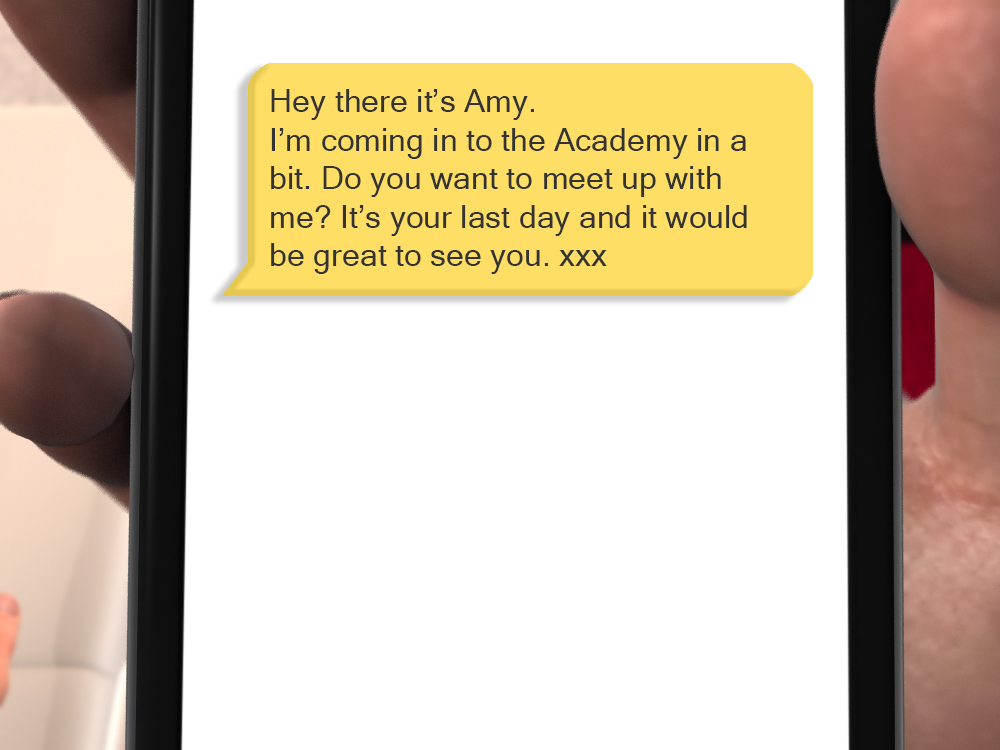 Hey there it’s Amy.
I’m coming in to the Academy in a
bit. Do you want to meet up with
me? It’s your last day and it would
be great to see you. xxx